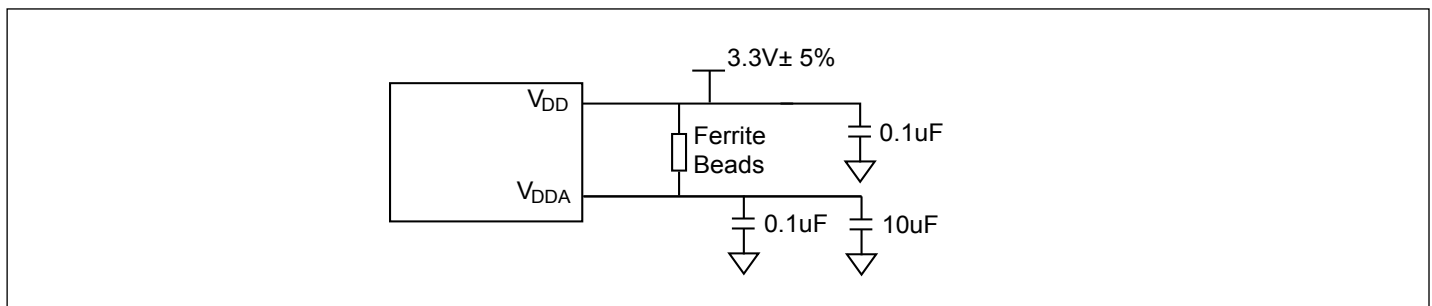 3.3V± 5%
VDD
0.1uF
Ferrite
Beads
VDDA
0.1uF
10uF